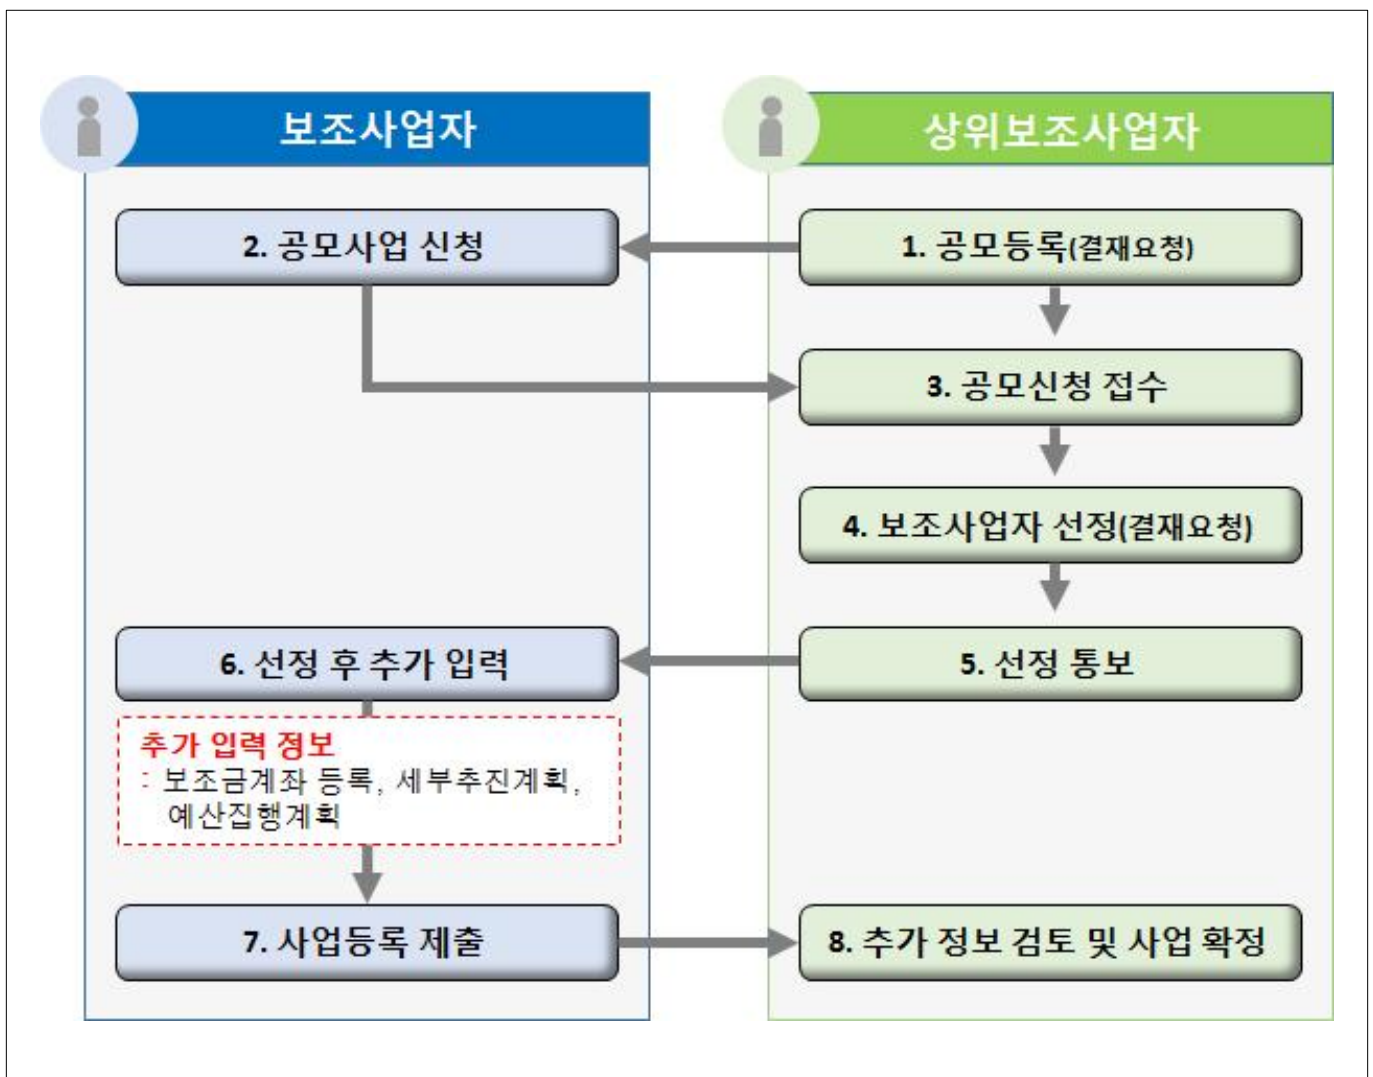 보조사업자
상위보조사업자
2. 공모사업 신청
1. 공모등록(결재요청)
3. 공모신청 접수
4. 보조사업자 선정(결재요청)
6. 선정 후 추가 입력
5. 선정 통보
추가 입력 정보
: 보조금계좌 등록, 세부추진계획,
예산집행계획
7. 사업등록 제출
8. 추가 정보 검토 및 사업 확정